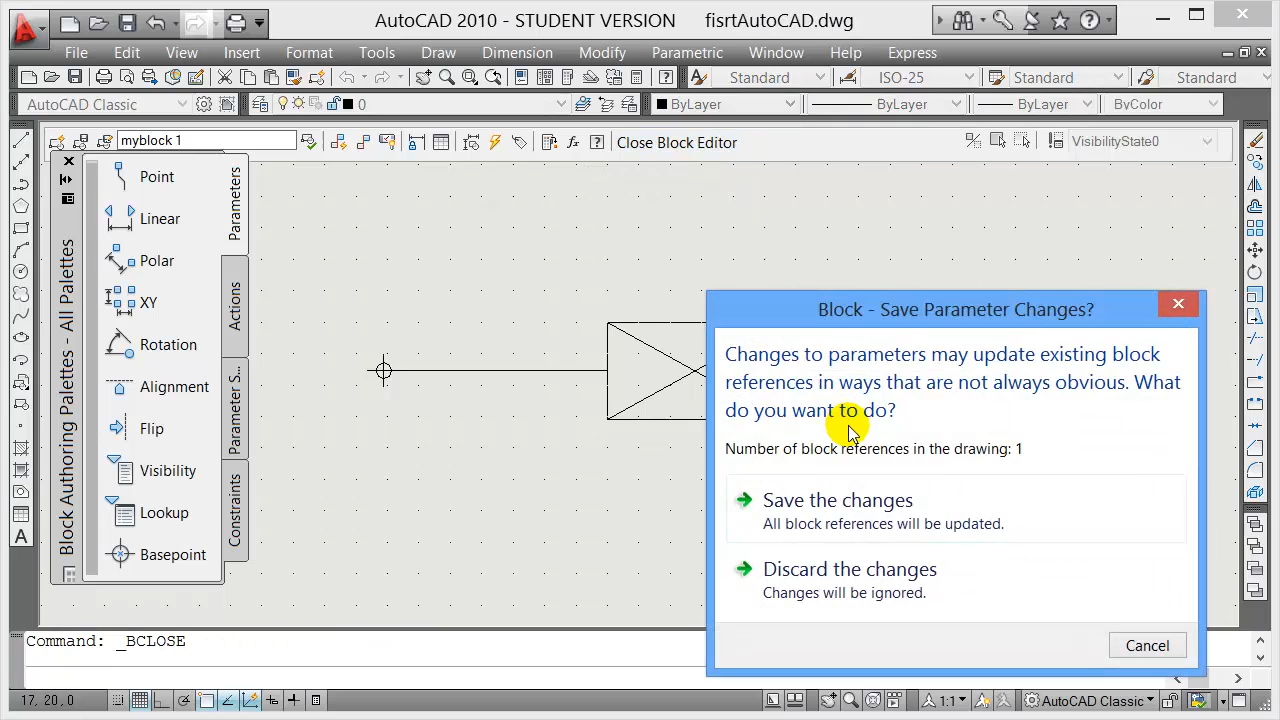 AutoCAD 2010 - STUDENT VERSION fisrtAutoCAD.dwg
File Edit View Insert Format Tools Draw Dimension Modify Parametric Window Help Express
Standard ISO-25 Standard Standard
AutoCAD Classic 0 ByLayer ByLayer ByLayer ByColor
myblock 1 fx Close Block Editor VisibilityState0
Block Authoring Palettes - All Palettes
Point
Linear
Polar
XY
Rotation
Alignment
Flip
Visibility
Lookup
Basepoint
Parameters
Actions
Parameter S...
Constraints
Block - Save Parameter Changes?
Changes to parameters may update existing block
references in ways that are not always obvious. What
do you want to do?
Number of block references in the drawing: 1
Save the changes
All block references will be updated.
Discard the changes
Changes will be ignored.
Cancel
Command: _BCLOSE
17, 20, 0 1:1 AutoCAD Classic